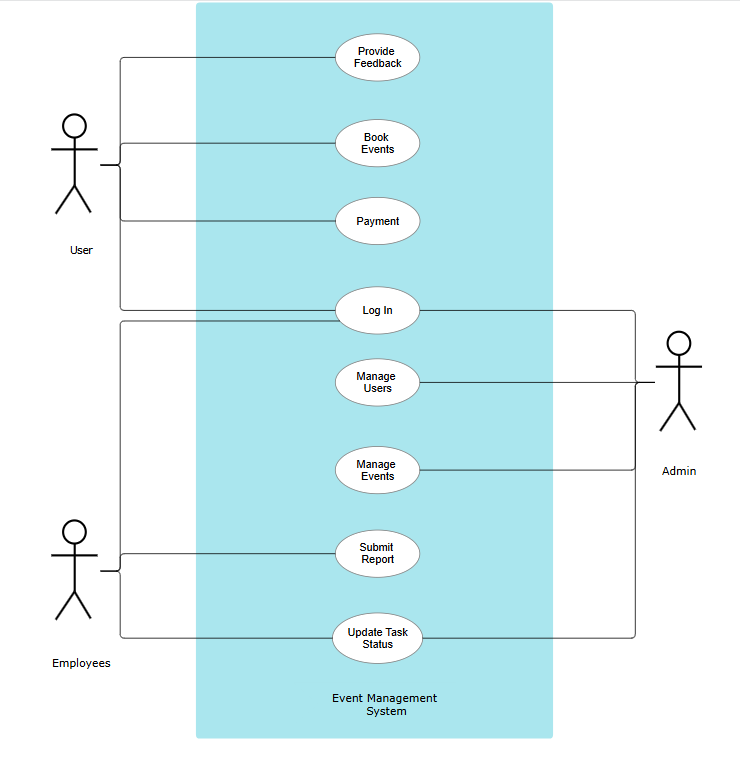 Provide
Feedback
Book
Events
User
Payment
Log In
Manage
Users
Manage
Events
Admin
Submit
Report
Update Task
Status
Employees
Event Management
System